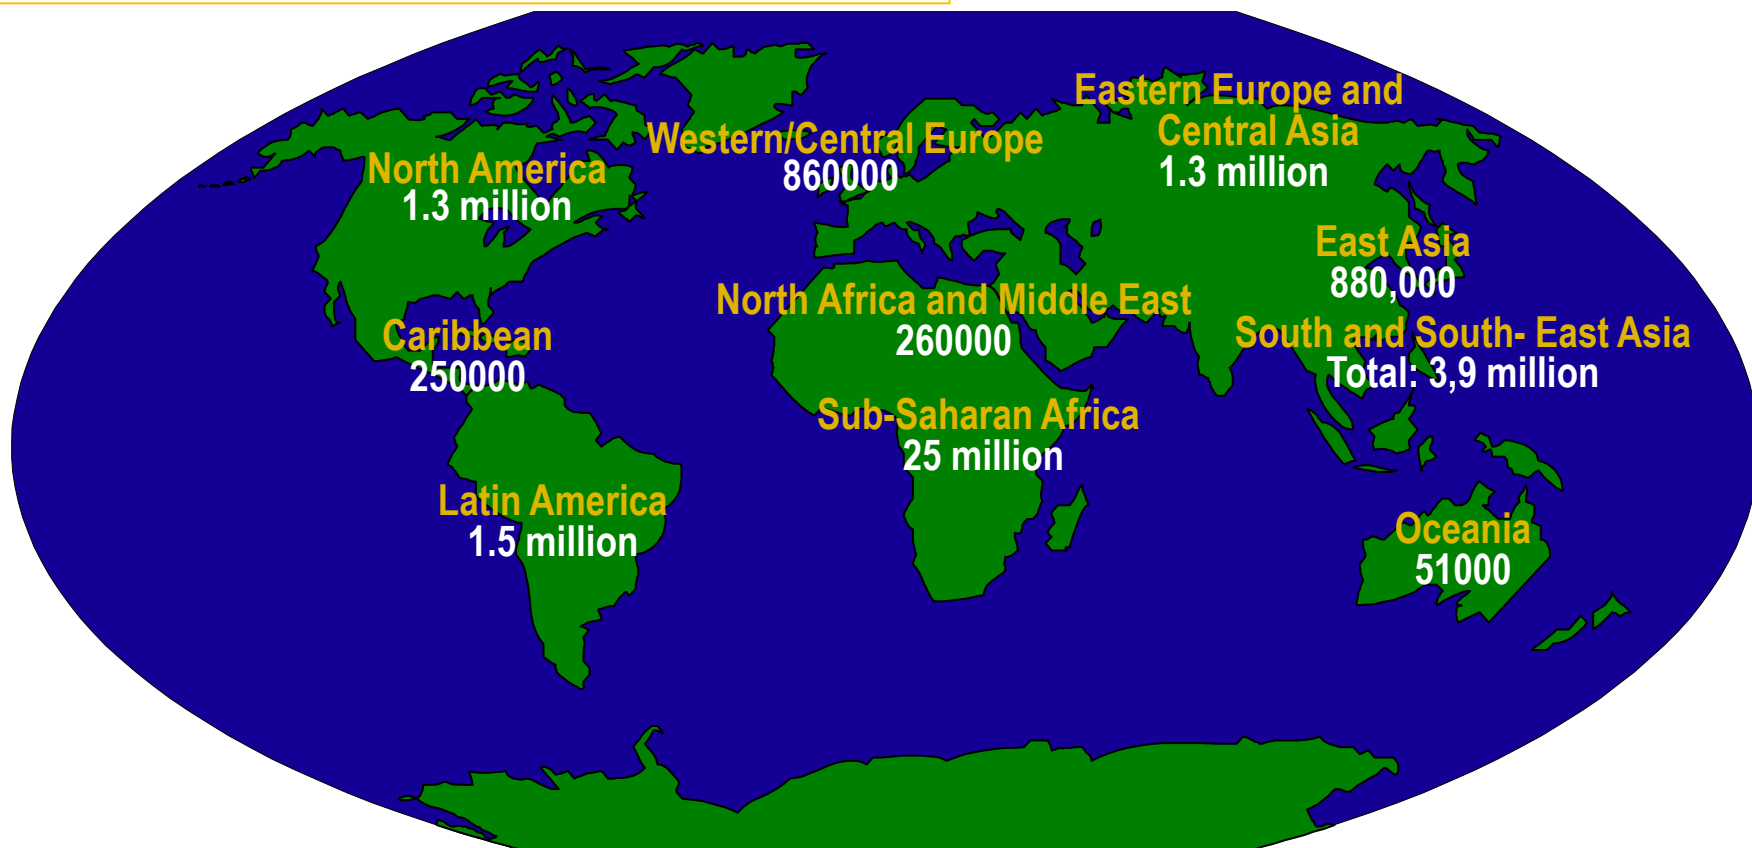 Eastern Europe and
Central Asia
1.3 million
Western/Central Europe
860000
North America
1.3 million
East Asia
880,000
North Africa and Middle East
260000
South and South- East Asia
Total: 3,9 million
Caribbean
250000
Sub-Saharan Africa
25 million
Latin America
1.5 million
Oceania
51000